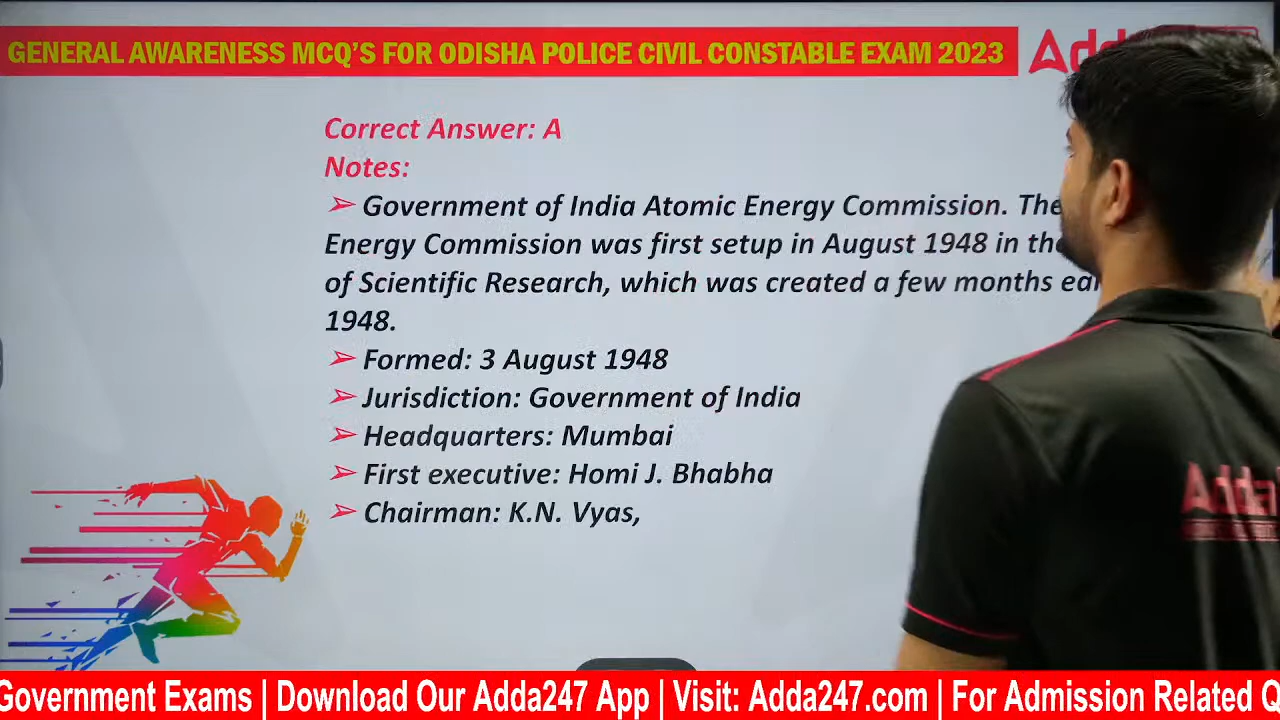 GENERAL AWARENESS MCQ'S FOR ODISHA POLICE CIVIL CONSTABLE EXAM 2023
Correct Answer: A
Notes:
➢ Government of India Atomic Energy Commission. The
Energy Commission was first setup in August 1948 in the
of Scientific Research, which was created a few months
1948.
➢ Formed: 3 August 1948
➢ Jurisdiction: Government of India
➢ Headquarters: Mumbai
➢ First executive: Homi J. Bhabha
➢ Chairman: K.N. Vyas,
Government Exams | Download Our Adda247 App | Visit: Adda247.com | For Admission Related